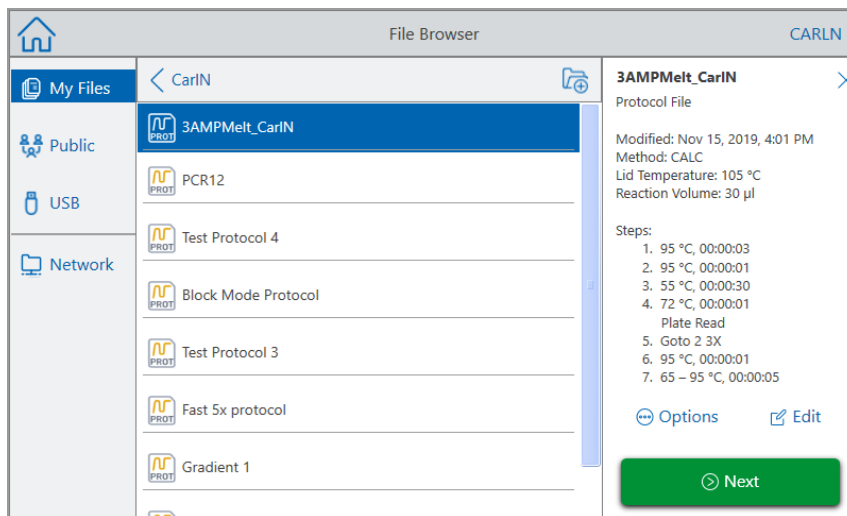 File Browser
CARLN
My Files
Public
USB
Network
CarlN
PROT
3AMPMelt_CarlN
PROT
PCR12
PROT
Test Protocol 4
PROT
Block Mode Protocol
PROT
Test Protocol 3
PROT
Fast 5x protocol
PROT
Gradient 1
3AMPMelt_CarlN
Protocol File
Modified: Nov 15, 2019, 4:01 PM
Method: CALC
Lid Temperature: 105 °C
Reaction Volume: 30 µl
Steps:
1. 95 °C, 00:00:03
2. 95 °C, 00:00:01
3. 55 °C, 00:00:30
4. 72 °C, 00:00:01
Plate Read
5. Goto 2 3X
6. 95 °C, 00:00:01
7. 65 – 95 °C, 00:00:05
Options
Edit
Next